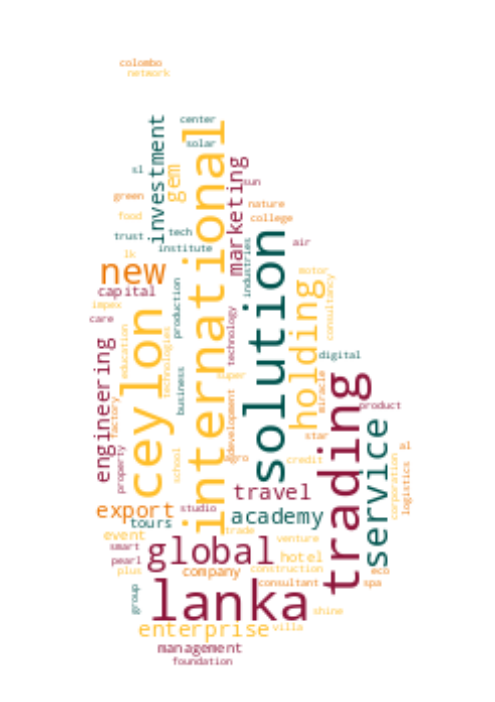 colombo
network
center
solar
investment
international
sl
gem
marketing
sun
green
nature
food
college
trust
tech
institute
industries
air
solution
lk
new
capital
impex
care
production
motor
consultancy
holding
ceylon
technology
technologies
education
engineering
factory
business
digital
super
miracle
trading
development
product
service
star
al
property
school
agro
credit
corporation
logistics
travel
export
studio
tours
academy
trade
event
venture
smart
global
pearl
hotel
plus
company
construction
eco
consultant
spa
group
lanka
shine
enterprise
villa
management
foundation